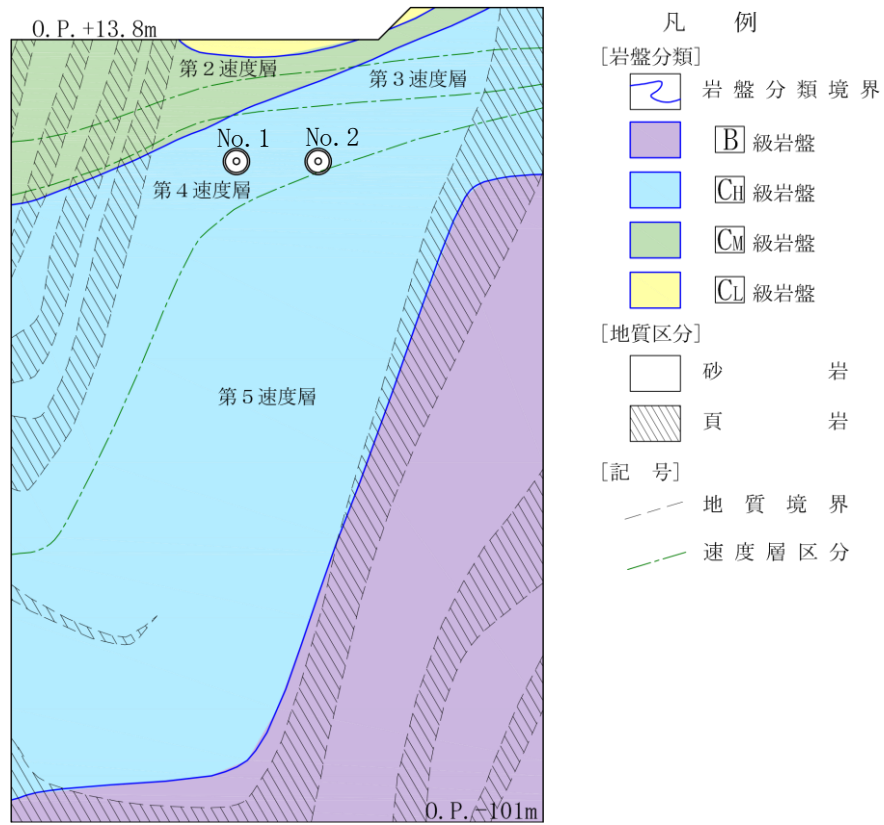 O.P.+13.8m
第2速度層
第3速度層
No.1
No.2
第4速度層
第5速度層
O.P.-101m
凡 例
[岩盤分類]
岩盤分類境界
B 級岩盤
CH 級岩盤
CM 級岩盤
CL 級岩盤
[地質区分]
砂 岩
頁 岩
[記 号]
地質境界
速度層区分